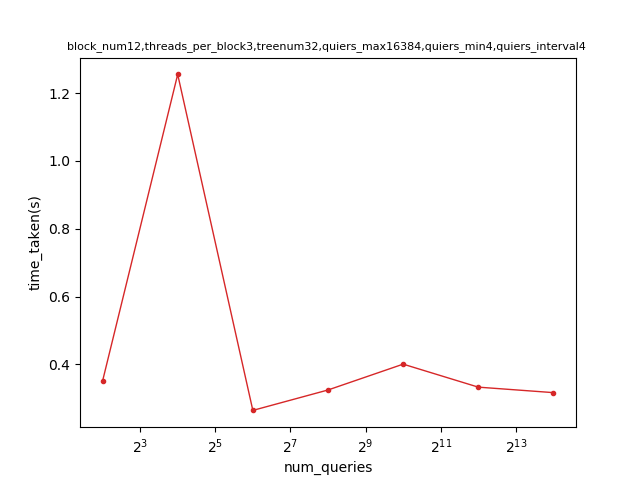 block_num12,threads_per_block3,treenum32,quiers_max16384,quiers_min4,quiers_interval4
1.2
1.0
0.8
0.6
0.4
time_taken(s)
2^3 2^5 2^7 2^9 2^11 2^13
num_queries